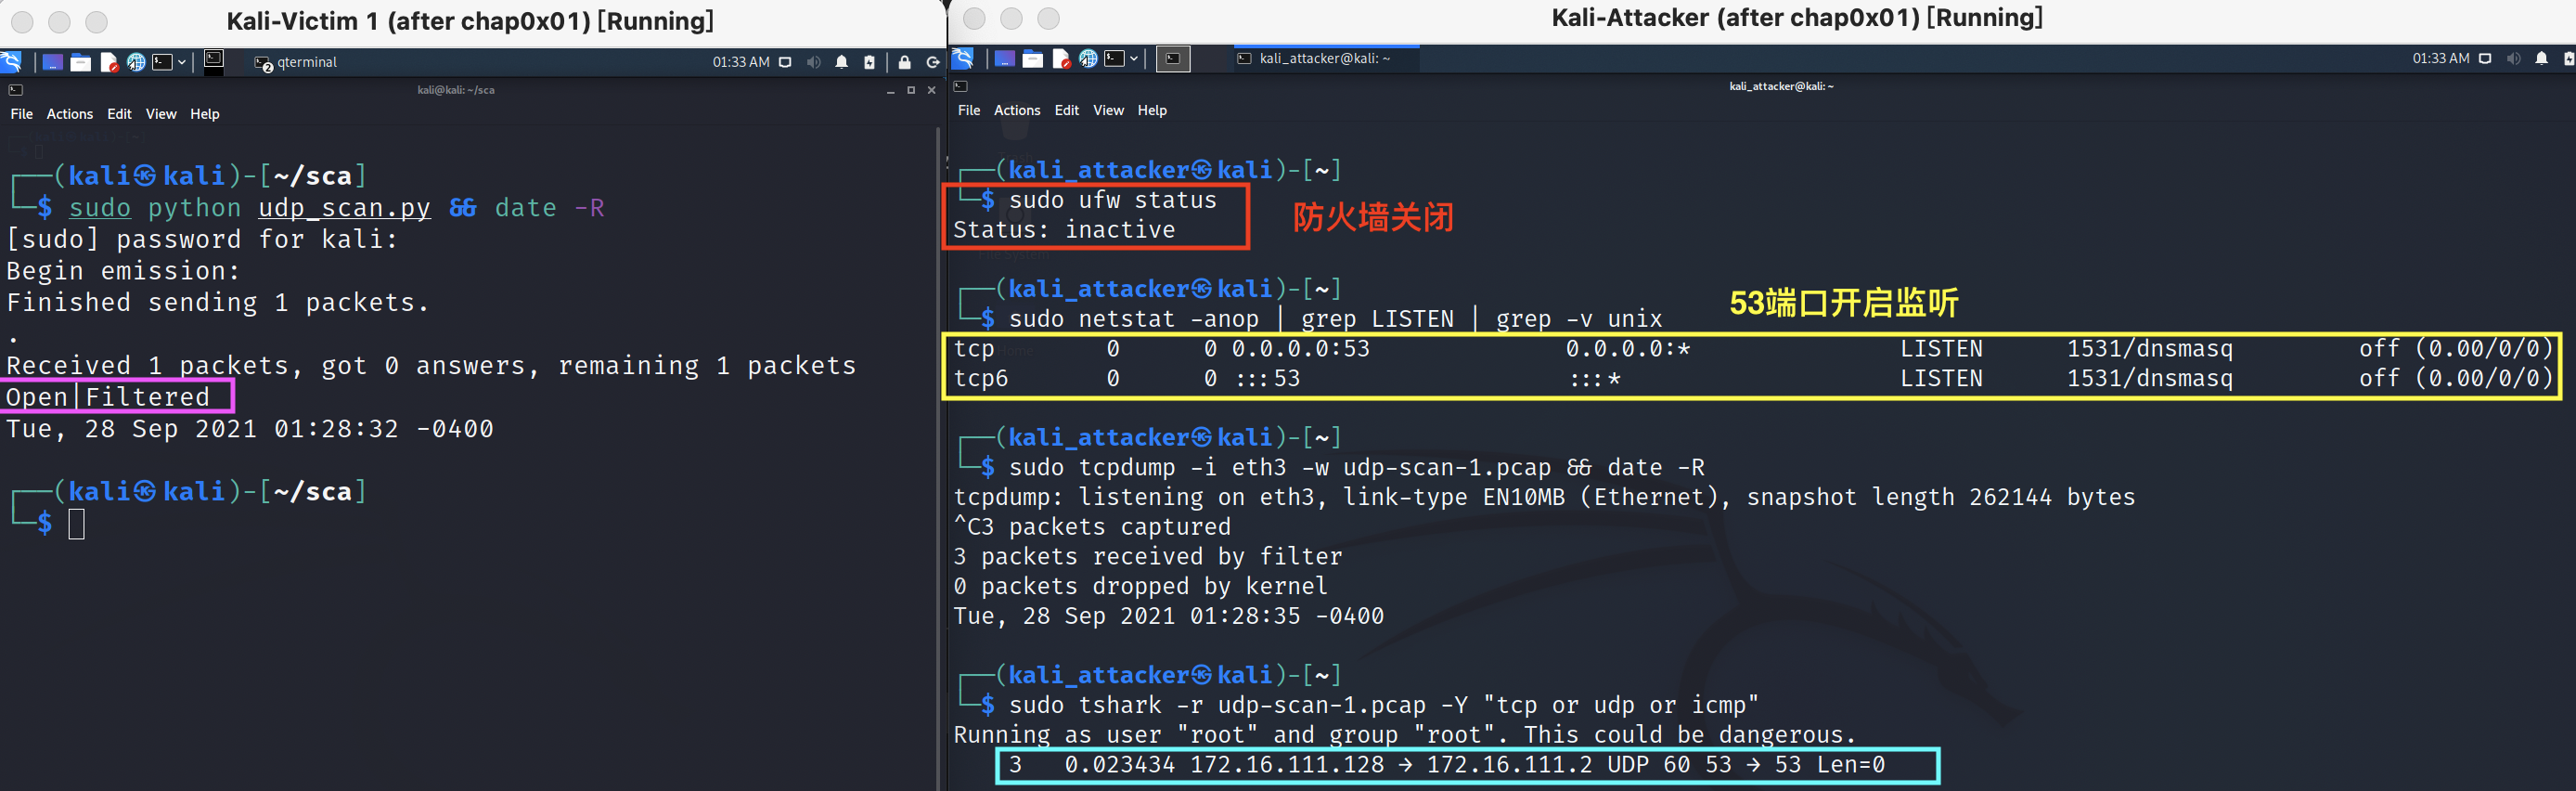 Kali-Victim 1 (after chap0x01) [Running]
qterminal
01:33 AM
kali@kali: ~/sca
File Actions Edit View Help
┌──(kali㉿kali)-[~/sca]
└─$ sudo python udp_scan.py && date -R
[sudo] password for kali:
Begin emission:
Finished sending 1 packets.
.
Received 1 packets, got 0 answers, remaining 1 packets
Open|Filtered
Tue, 28 Sep 2021 01:28:32 -0400
┌──(kali㉿kali)-[~/sca]
└─$
Kali-Attacker (after chap0x01) [Running]
kali_attacker@kali: ~
01:33 AM
kali_attacker@kali: ~
File Actions Edit View Help
┌──(kali_attacker㉿kali)-[~]
└─$ sudo ufw status
Status: inactive
防火墙关闭
┌──(kali_attacker㉿kali)-[~]
└─$ sudo netstat -anop | grep LISTEN | grep -v unix
53端口开启监听
tcp 0 0 0.0.0.0:53 0.0.0.0:* LISTEN 1531/dnsmasq off (0.00/0/0)
tcp6 0 0 :::53 :::* LISTEN 1531/dnsmasq off (0.00/0/0)
┌──(kali_attacker㉿kali)-[~]
└─$ sudo tcpdump -i eth3 -w udp-scan-1.pcap && date -R
tcpdump: listening on eth3, link-type EN10MB (Ethernet), snapshot length 262144 bytes
^C3 packets captured
3 packets received by filter
0 packets dropped by kernel
Tue, 28 Sep 2021 01:28:35 -0400
┌──(kali_attacker㉿kali)-[~]
└─$ sudo tshark -r udp-scan-1.pcap -Y "tcp or udp or icmp"
Running as user "root" and group "root". This could be dangerous.
3 0.023434 172.16.111.128 → 172.16.111.2 UDP 60 53 → 53 Len=0